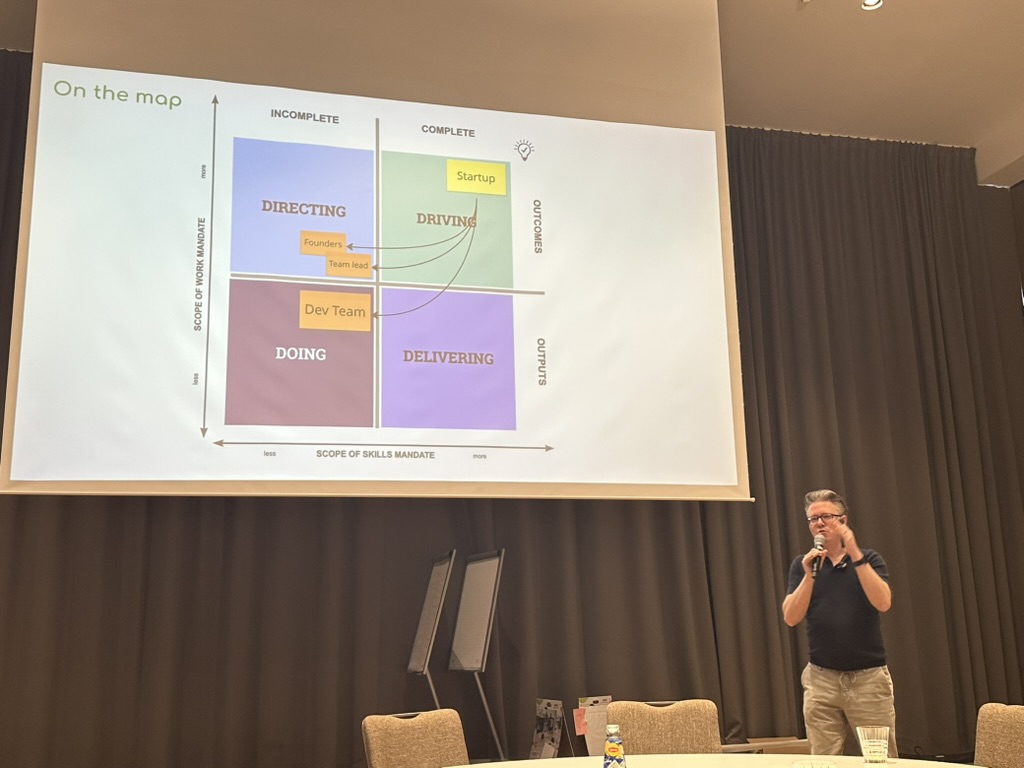 On the map
INCOMPLETE
COMPLETE
more
SCOPE OF WORK MANDATE
less
DIRECTING
Founders
Team lead
Startup
DRIVING
OUTCOMES
Dev Team
DOING
DELIVERING
OUTPUTS
less
SCOPE OF SKILLS MANDATE
more